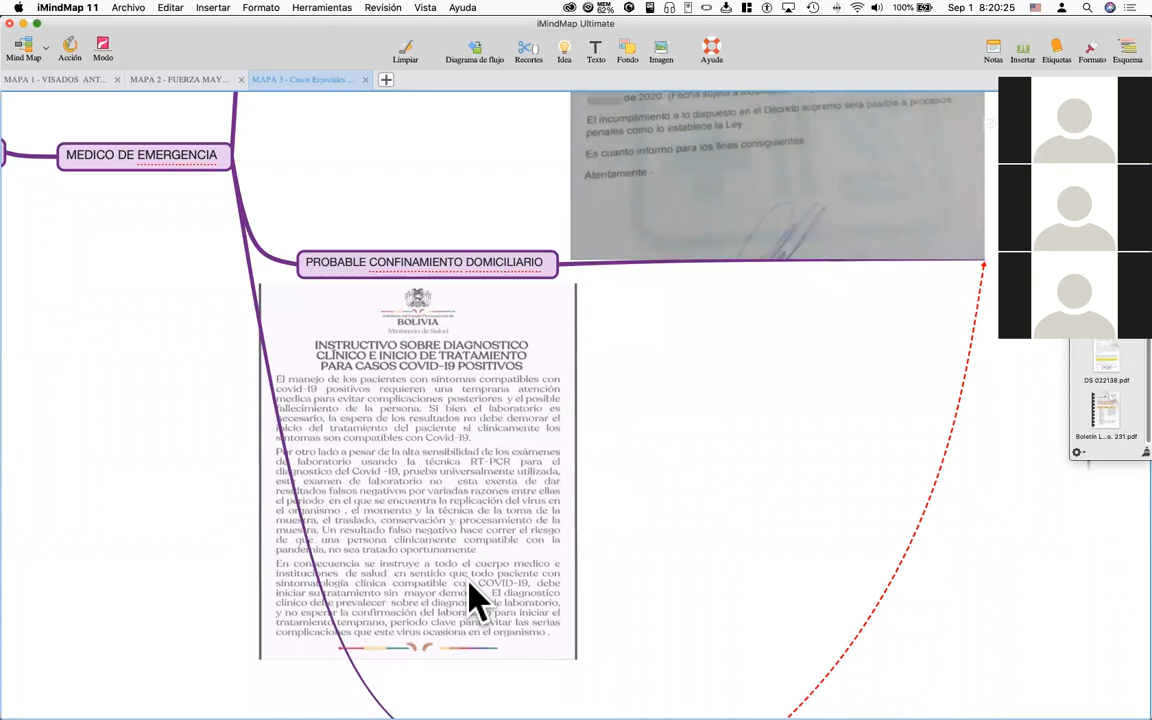 iMindMap 11 Archivo Editar Insertar Formato Herramientas Revisión Vista Ayuda MEM 62% 100% Sep 1 8:20:25
iMindMap Ultimate
Mind Map Acción Modo Limpiar Diagrama de flujo Recortes Idea Texto Fondo Imagen Ayuda Notas Insertar Etiquetas Formato Esquema
MAPA 1 - VISADOS ANT... MAPA 2 - FUERZA MAY... MAPA 3 - Casos Especiales ...
de 2020. (Fecha sujeta a
El incumplimiento a lo dispuesto en el Decreto supremo sera pasible a procesos
penales como lo establece la Ley
Es cuanto informo para los fines consiguientes
Atentamente.-
MEDICO DE EMERGENCIA
PROBABLE CONFINAMIENTO DOMICILIARIO
BOLIVIA
Ministerio de Salud
INSTRUCTIVO SOBRE DIAGNOSTICO
CLÍNICO E INICIO DE TRATAMIENTO
PARA CASOS COVID-19 POSITIVOS
El manejo de los pacientes con síntomas compatibles con
covid-19 positivos requieren una temprana atención
medica para evitar complicaciones posteriores y el posible
fallecimiento de la persona. Si bien el laboratorio es
necesario, la espera de los resultados no debe demorar el
inicio del tratamiento del paciente si clínicamente los
síntomas son compatibles con Covid-19.
Por otro lado a pesar de la alta sensibilidad de los exámenes
de laboratorio usando la técnica RT-PCR para el
diagnostico del Covid -19, prueba universalmente utilizada,
este examen de laboratorio no esta exenta de dar
resultados falsos negativos por variadas razones entre ellas
el periodo en el que se encuentra la replicación del virus en
el organismo , el momento y la técnica de la toma de la
muestra, el traslado, conservación y procesamiento de la
muestra. Un resultado falso negativo hace correr el riesgo
de que una persona clínicamente compatible con la
pandemia, no sea tratado oportunamente
En consecuencia se instruye a todo el cuerpo medico e
instituciones de salud en sentido que todo paciente con
sintomatología clínica compatible con COVID-19, debe
iniciar su tratamiento sin mayor El diagnostico
clínico debe prevalecer sobre el de laboratorio,
y no esperar la confirmación del para iniciar el
tratamiento temprano, periodo clave para evitar las serias
complicaciones que este virus ocasiona en el organismo .
DS 022138.pdf
Boletín L...o. 231.pdf